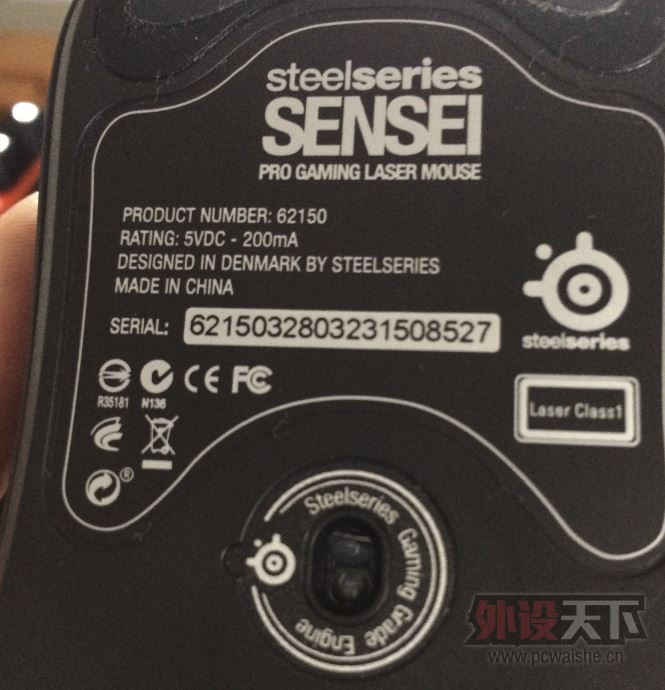 steelseries
SENSEI
PRO GAMING LASER MOUSE
PRODUCT NUMBER: 62150
RATING: 5VDC - 200mA
DESIGNED IN DENMARK BY STEELSERIES
MADE IN CHINA
SERIAL: 6215032803231508527
steelseries
CE FC
R35181 N136
Laser Class1
®
Steelseries Gaming Grade Engine
外设天下
www.pcwaishe.cn